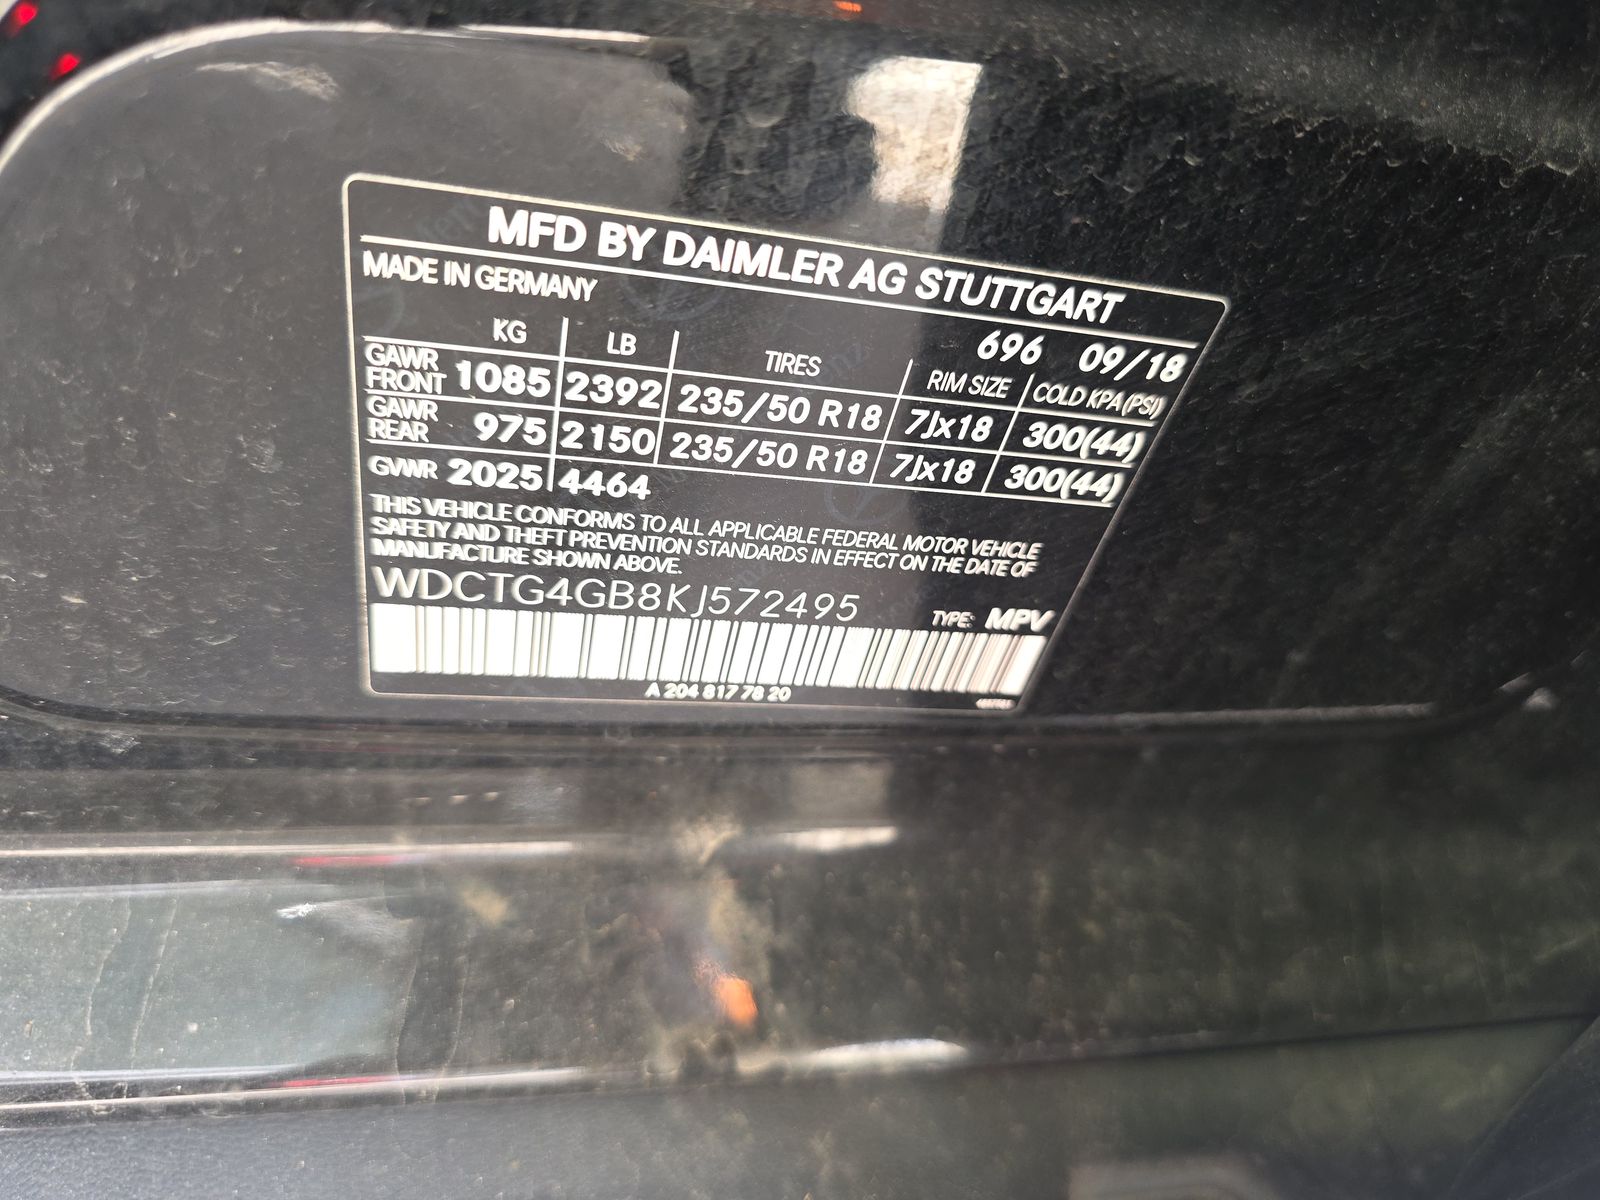 MFD BY DAIMLER AG STUTTGART
MADE IN GERMANY
696 09/18
KG LB TIRES RIM SIZE COLD KPA(PSI)
GAWR FRONT 1085 2392 235/50 R18 7Jx18 300(44)
GAWR REAR 975 2150 235/50 R18 7Jx18 300(44)
GVWR 2025 4464
THIS VEHICLE CONFORMS TO ALL APPLICABLE FEDERAL MOTOR VEHICLE
SAFETY AND THEFT PREVENTION STANDARDS IN EFFECT ON THE DATE OF
MANUFACTURE SHOWN ABOVE.
WDCTG4GB8KJ572495
TYPE: MPV
A 204 817 78 20